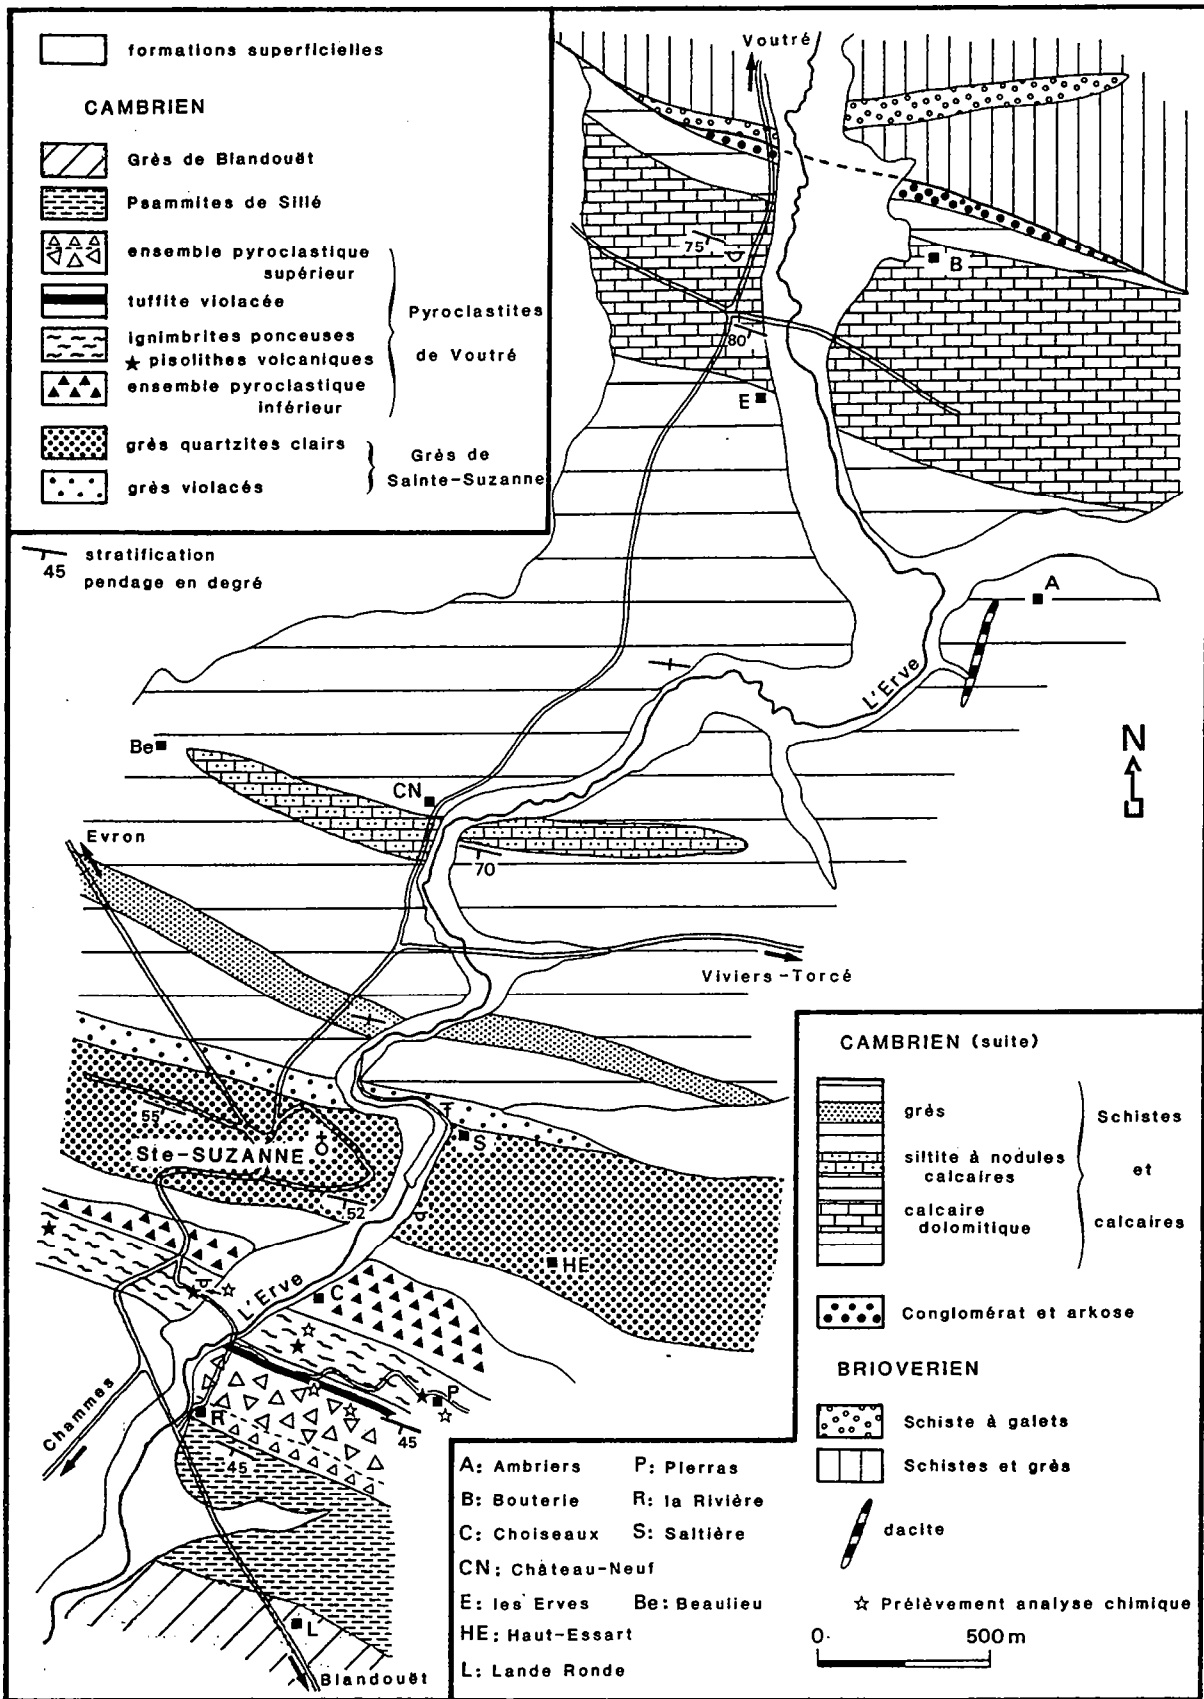 formations superficielles
CAMBRIEN
Grès de Blandouët
Psammites de Sillé
ensemble pyroclastique
supérieur
tuffite violacée
ignimbrites ponceuses
pisolithes volcaniques
ensemble pyroclastique
inférieur
Pyroclastites
de Voutré
grès quartzites clairs
grès violacés
Grès de
Sainte-Suzanne
stratification
45
pendage en degré
Voutré
75
B
80
E
A
L'Erve
N
Be
CN
Evron
70
Viviers-Torcé
55
Ste-SUZANNE
S
52
HE
L'Erve
C
P
Chammes
R
45
45
L
Blandouët
CAMBRIEN (suite)
grès
siltite à nodules
calcaires
calcaire
dolomitique
Schistes
et
calcaires
Conglomérat et arkose
BRIOVERIEN
Schiste à galets
Schistes et grès
dacite
Prélèvement analyse chimique
0 500 m
A: Ambriers P: Pierras
B: Bouterie R: la Rivière
C: Choiseaux S: Saltière
CN: Château-Neuf
E: les Erves Be: Beaulieu
HE: Haut-Essart
L: Lande Ronde